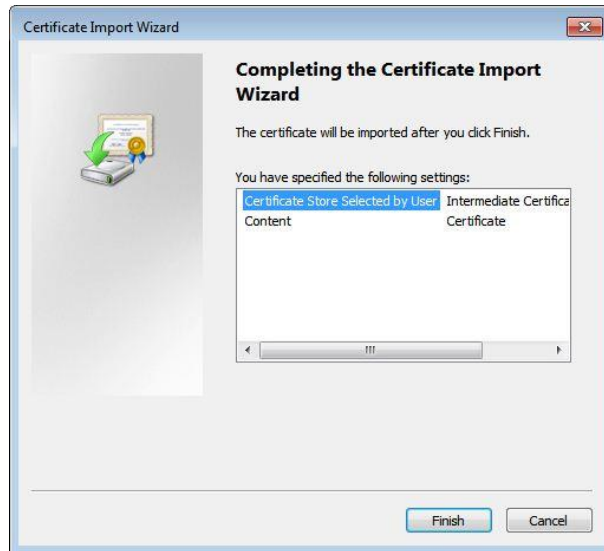 Certificate Import Wizard
Completing the Certificate Import
Wizard
The certificate will be imported after you click Finish.
You have specified the following settings:
Certificate Store Selected by User Intermediate Certifica
Content Certificate
Finish Cancel